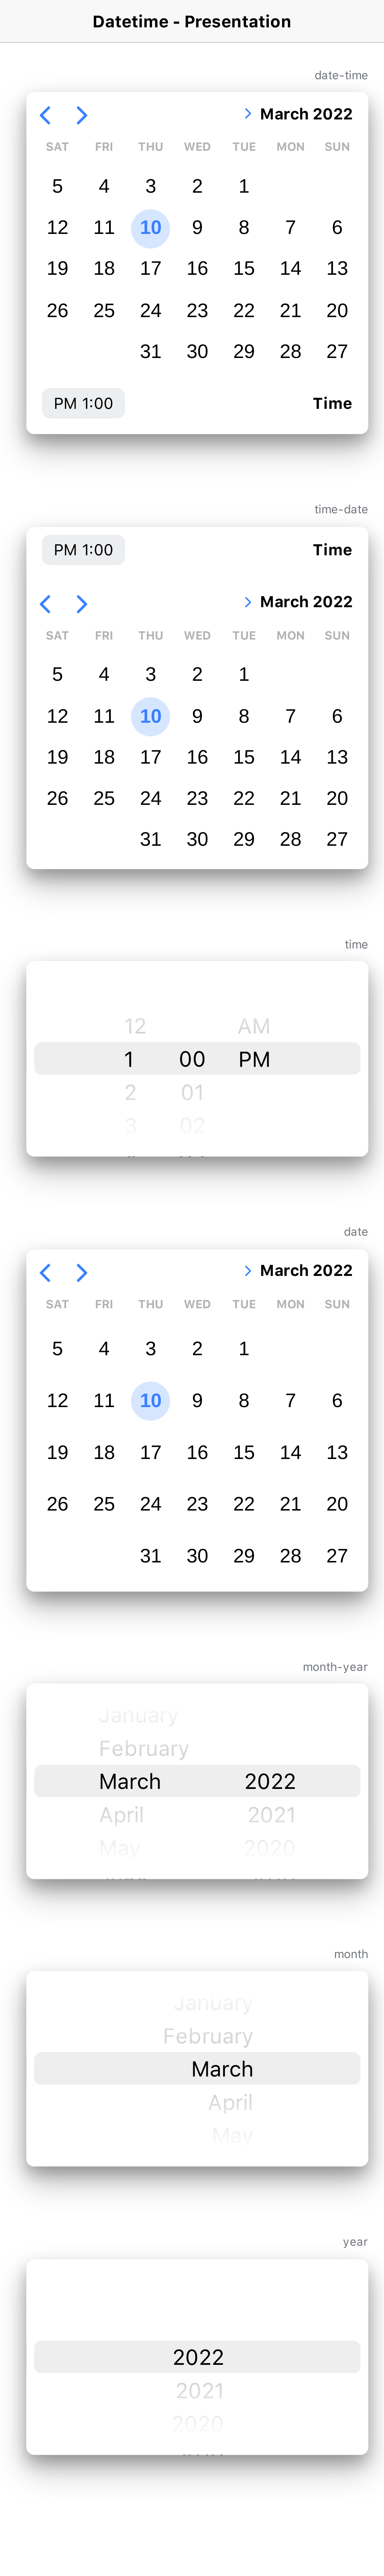 Datetime - Presentation
date-time
March 2022
SAT FRI THU WED TUE MON SUN
5 4 3 2 1
12 11 10 9 8 7 6
19 18 17 16 15 14 13
26 25 24 23 22 21 20
31 30 29 28 27
PM 1:00 Time
time-date
PM 1:00 Time
March 2022
SAT FRI THU WED TUE MON SUN
5 4 3 2 1
12 11 10 9 8 7 6
19 18 17 16 15 14 13
26 25 24 23 22 21 20
31 30 29 28 27
time
12 AM
1 00 PM
2 01
3 02
date
March 2022
SAT FRI THU WED TUE MON SUN
5 4 3 2 1
12 11 10 9 8 7 6
19 18 17 16 15 14 13
26 25 24 23 22 21 20
31 30 29 28 27
month-year
January
February
March 2022
April 2021
May 2020
month
January
February
March
April
May
year
2022
2021
2020